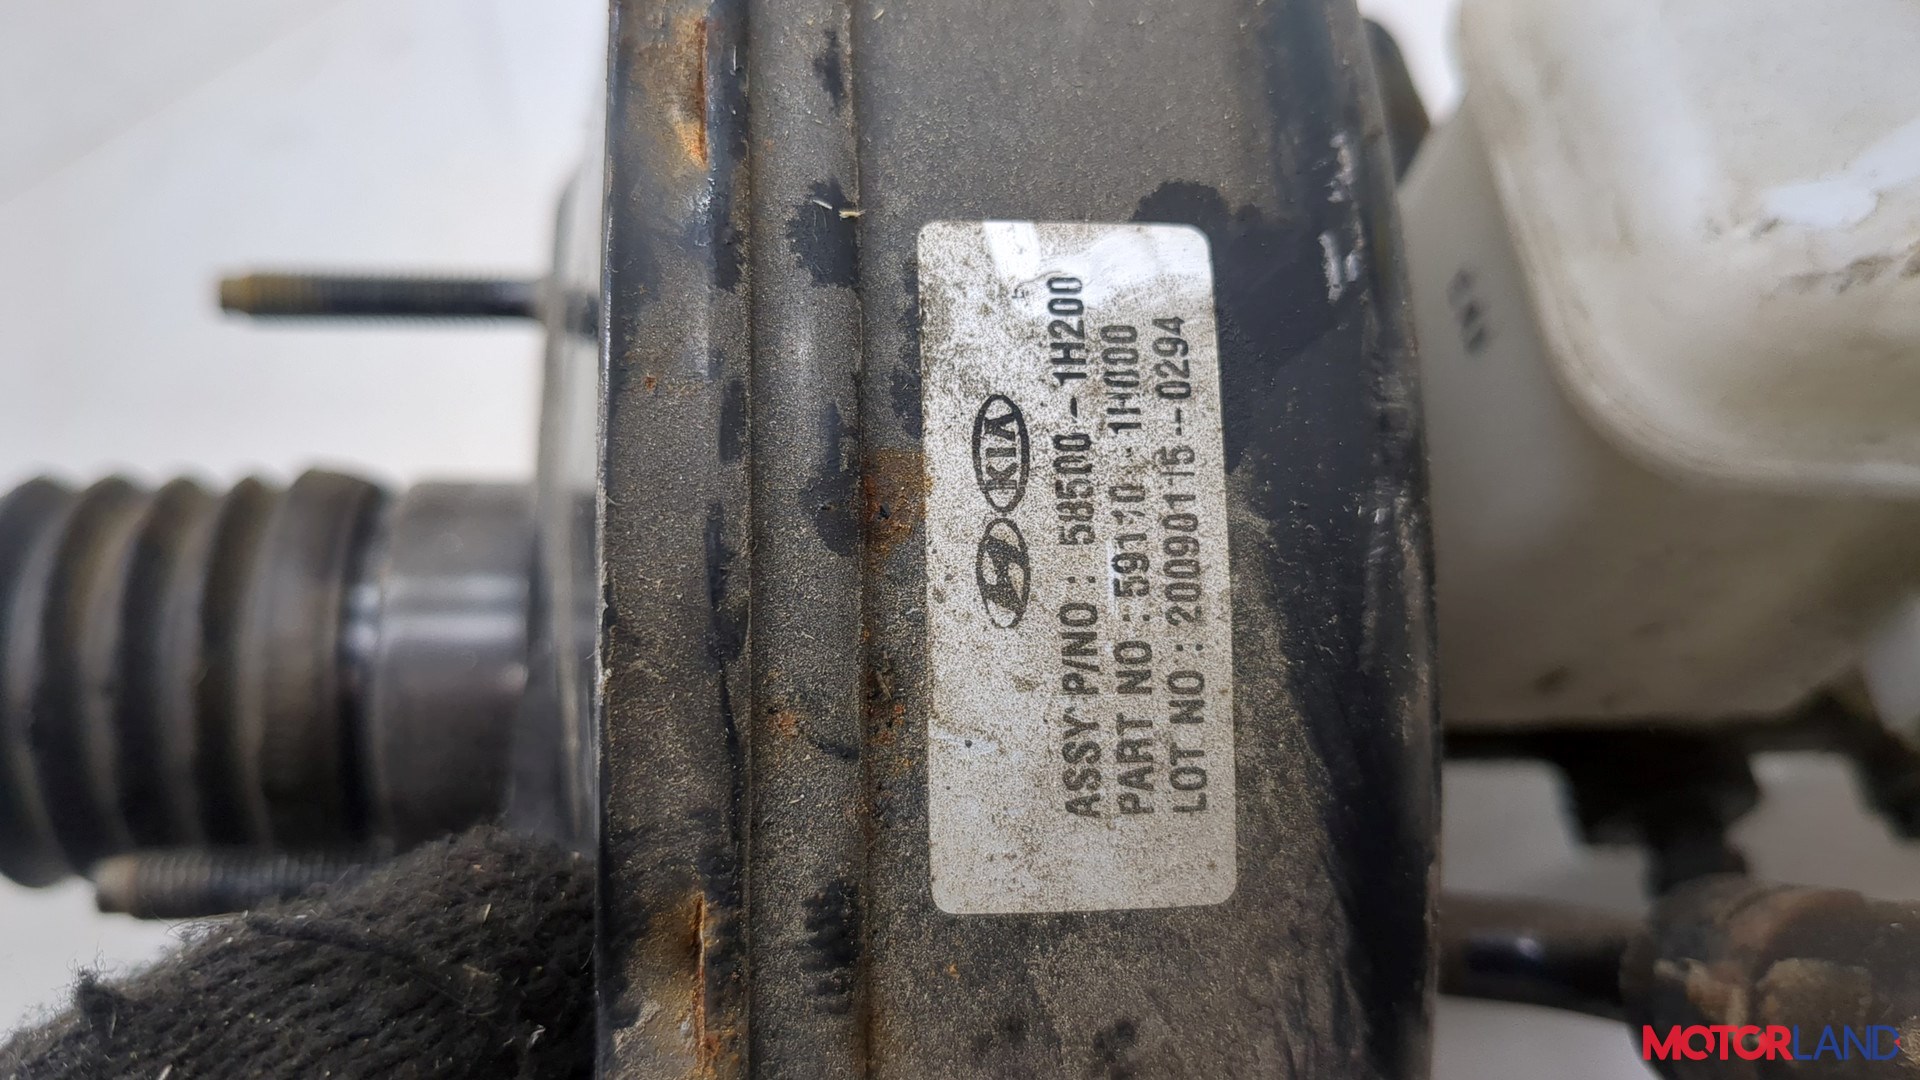 KIA
ASSY P/NO : 58500-1H200
PART NO : 59110-1H000
LOT NO : 20090115--0294
MOTORLAND